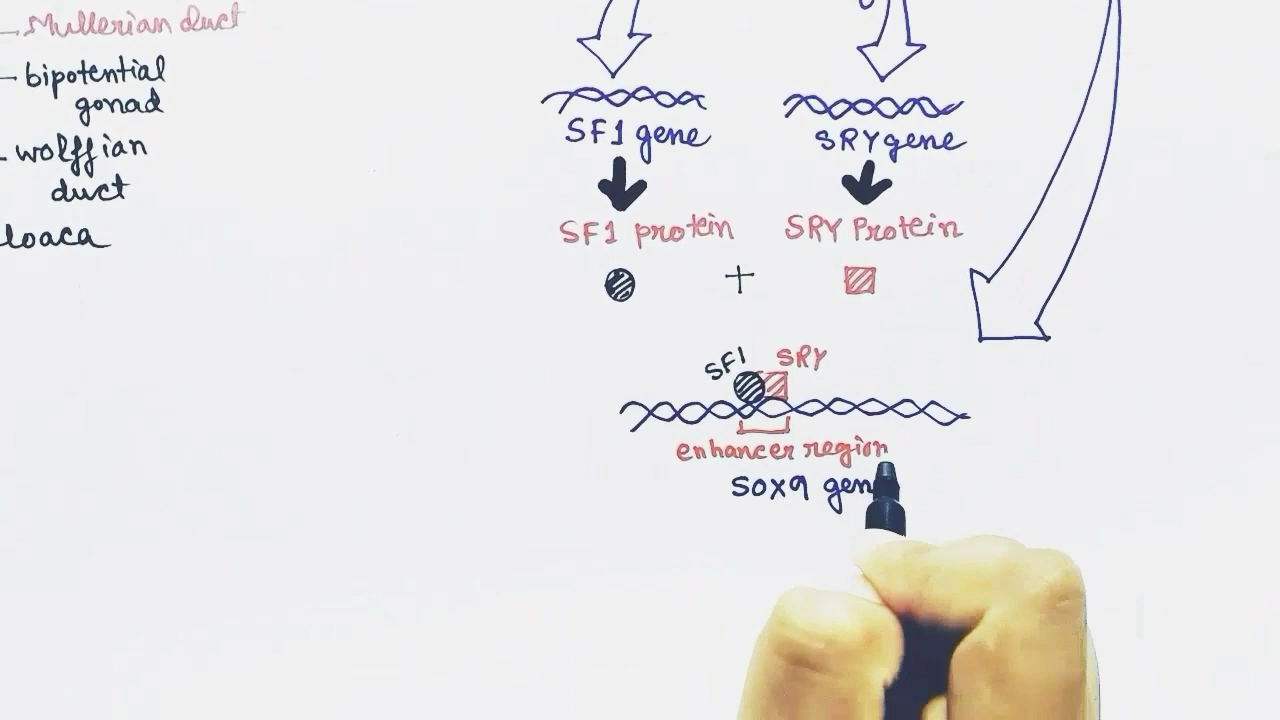 Mullerian duct
bipotential
gonad
wolffian
duct
loaca
SF1 gene
SRY gene
SF1 protein
SRY Protein
+
SF1
SRY
enhancer region
SOX9 gen